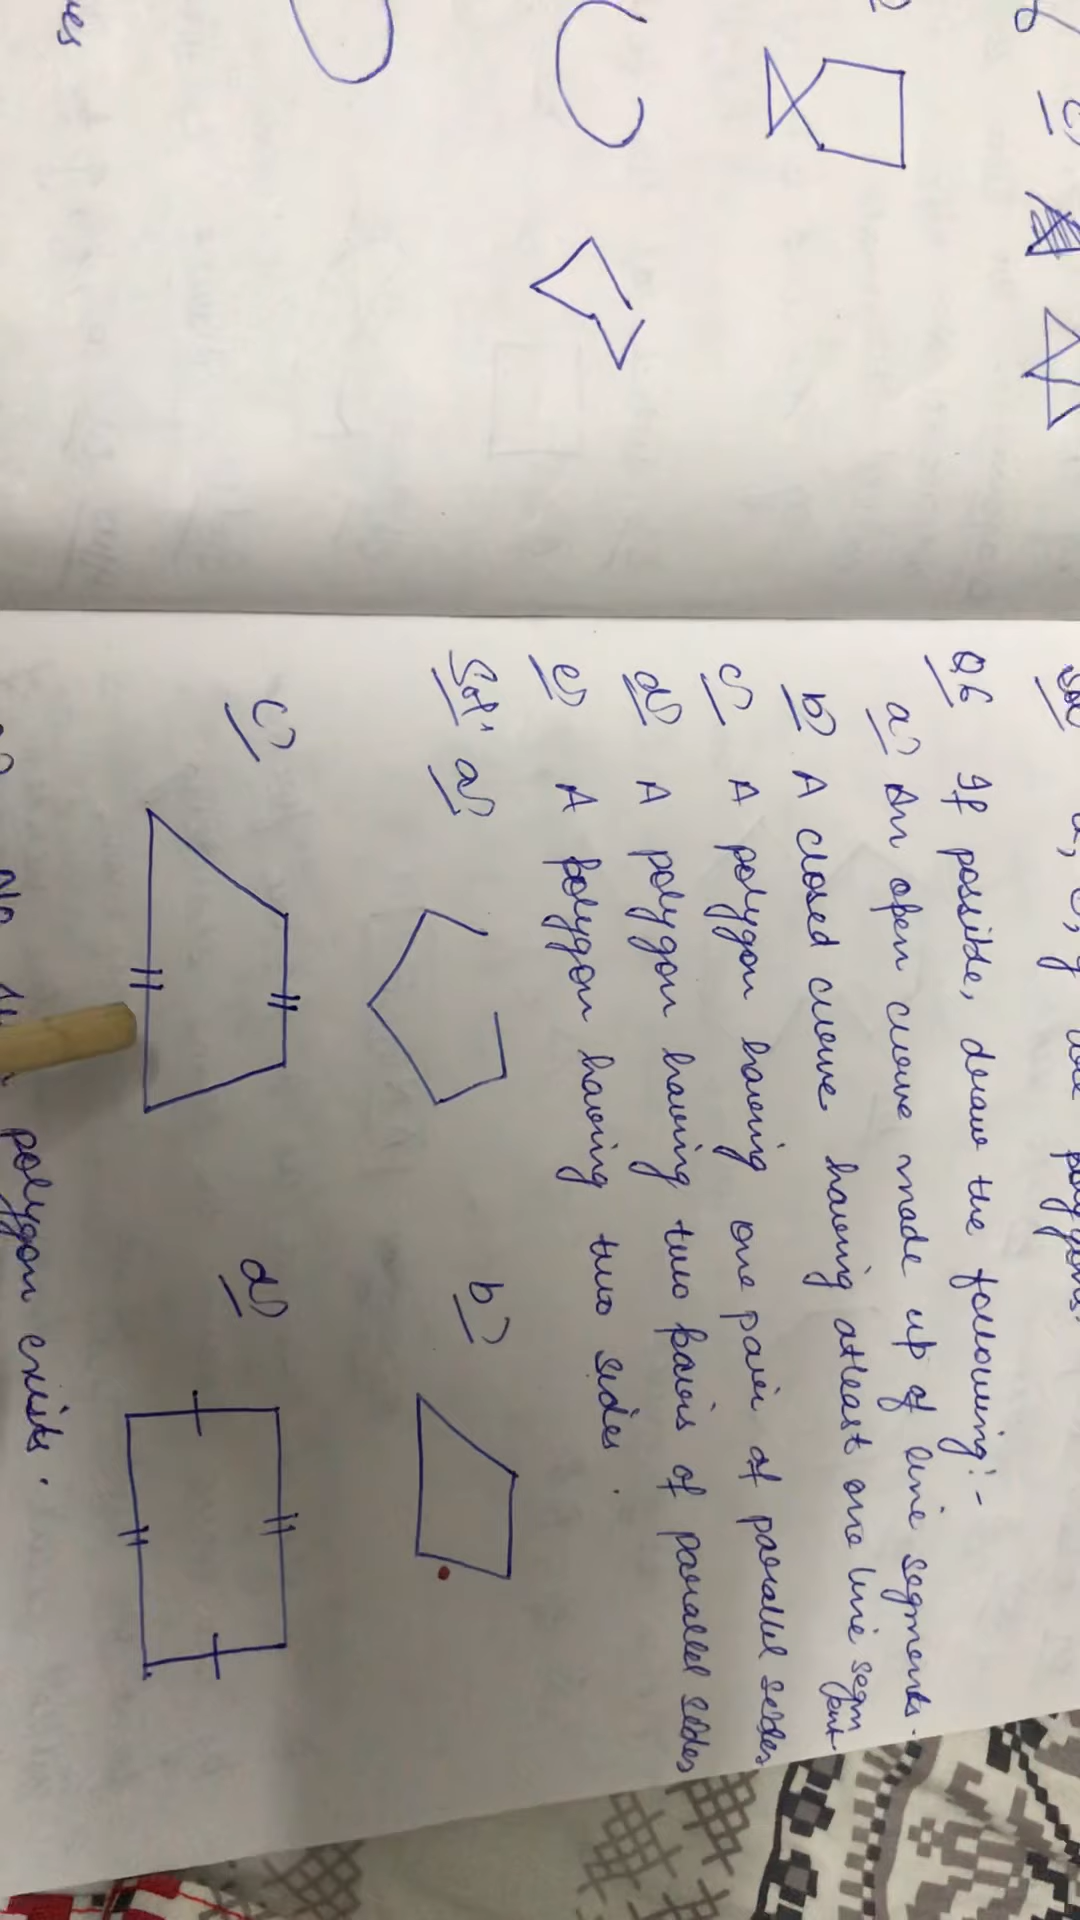 Q6 If possible, draw the following:-
a) An open curve made up of line segments.
b) A closed curve having atleast one line segm
ent
c) A polygon having one pair of parallel sides
d) A polygon having two pairs of parallel sides
e) A polygon having two sides.
Sol. a)
b)
c)
d)
polygon exists.